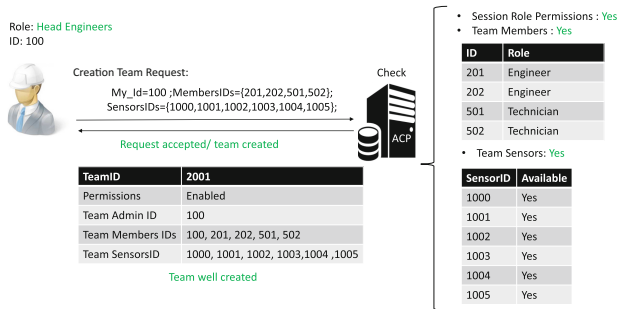 Role: Head Engineers
ID: 100
Creation Team Request:
My_Id=100 ;MembersIDs={201,202,501,502};
SensorsIDs={1000,1001,1002,1003,1004,1005};
Request accepted/ team created
Check
ACP
TeamID 2001
Permissions Enabled
Team Admin ID 100
Team Members IDs 100, 201, 202, 501, 502
Team SensorsID 1000, 1001, 1002, 1003,1004 ,1005
Team well created
• Session Role Permissions : Yes
• Team Members : Yes
ID Role
201 Engineer
202 Engineer
501 Technician
502 Technician
• Team Sensors: Yes
SensorID Available
1000 Yes
1001 Yes
1002 Yes
1003 Yes
1004 Yes
1005 Yes